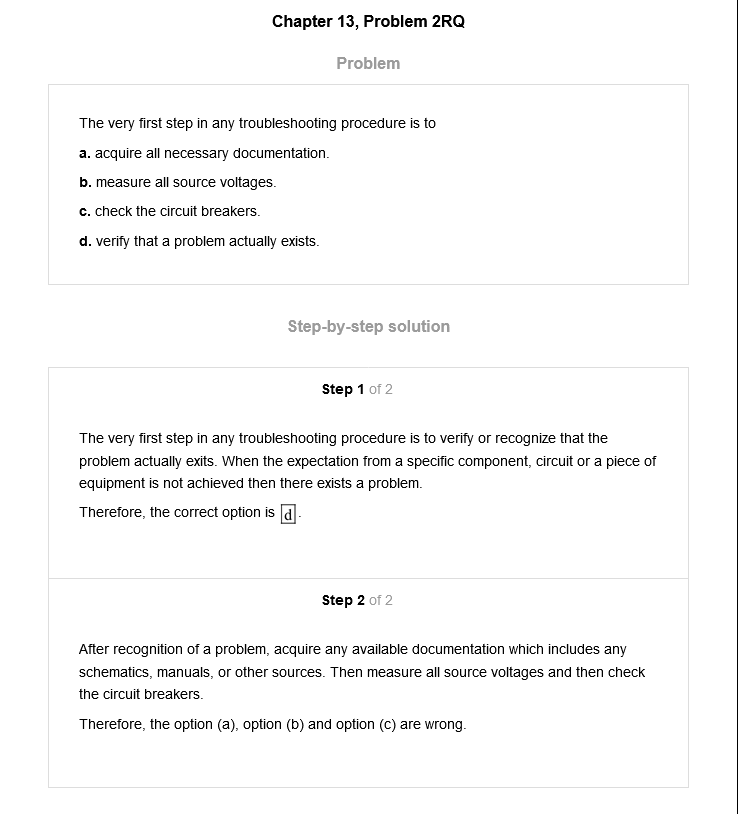 Chapter 13, Problem 2RQ
Problem
The very first step in any troubleshooting procedure is to
a. acquire all necessary documentation.
b. measure all source voltages.
c. check the circuit breakers.
d. verify that a problem actually exists.
Step-by-step solution
Step 1 of 2
The very first step in any troubleshooting procedure is to verify or recognize that the
problem actually exits. When the expectation from a specific component, circuit or a piece of
equipment is not achieved then there exists a problem.
Therefore, the correct option is d.
Step 2 of 2
After recognition of a problem, acquire any available documentation which includes any
schematics, manuals, or other sources. Then measure all source voltages and then check
the circuit breakers.
Therefore, the option (a), option (b) and option (c) are wrong.